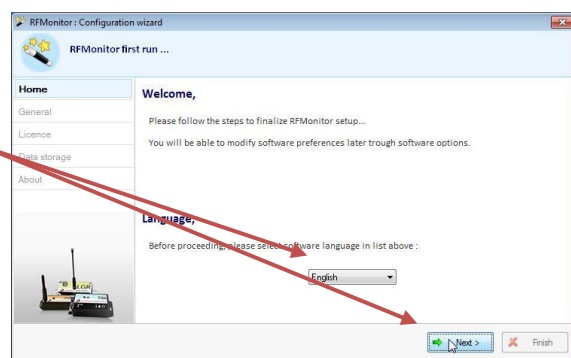 RFMonitor : Configuration wizard
RFMonitor first run ...
Home
General
Licence
Data storage
About
Welcome,
Please follow the steps to finalize RFMonitor setup...
You will be able to modify software preferences later trough software options.
Language,
Before proceeding, please select software language in list above :
English
LGR
Next >
Finish